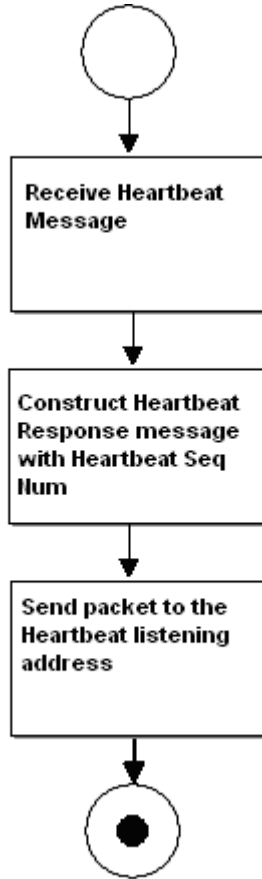 Receive Heartbeat
Message
Construct Heartbeat
Response message
with Heartbeat Seq
Num
Send packet to the
Heartbeat listening
address